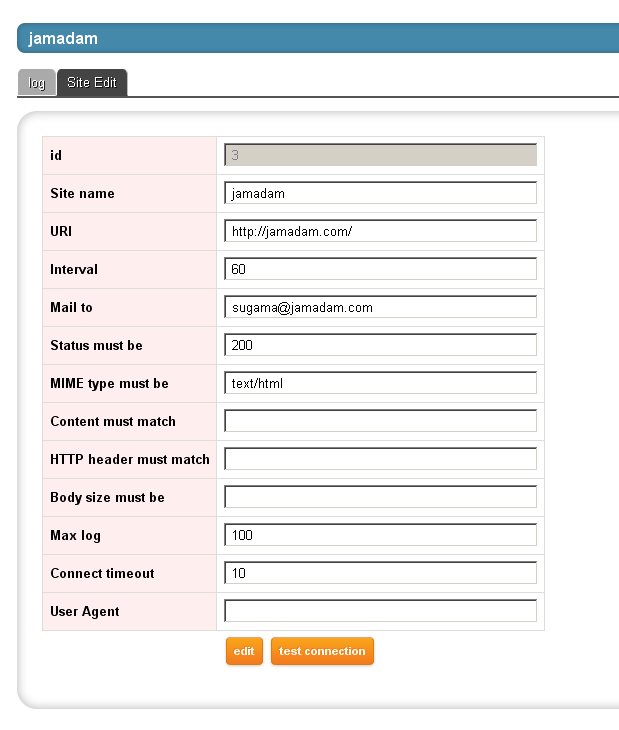 jamadam
log Site Edit
id 3
Site name jamadam
URI http://jamadam.com/
Interval 60
Mail to sugama@jamadam.com
Status must be 200
MIME type must be text/html
Content must match
HTTP header must match
Body size must be
Max log 100
Connect timeout 10
User Agent
edit test connection